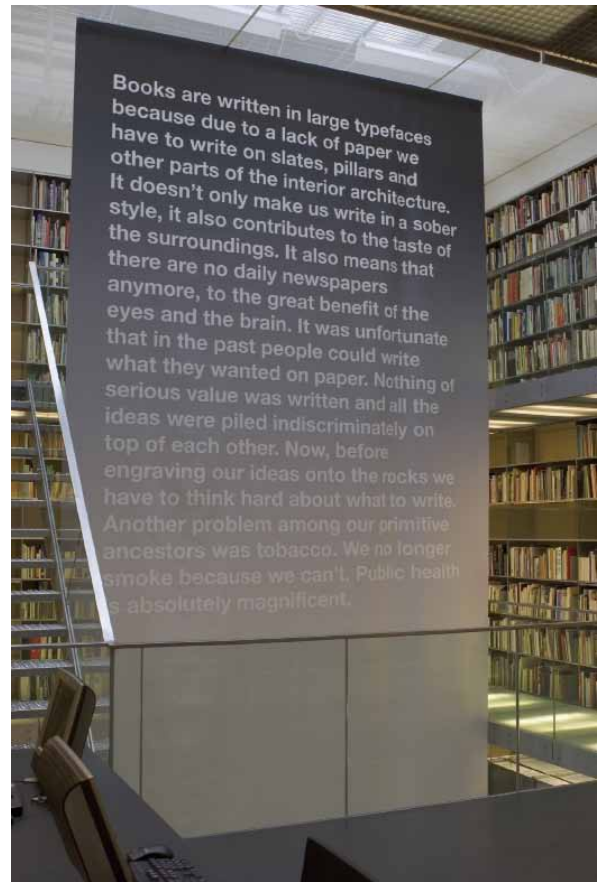 Books are written in large typefaces
because due to a lack of paper we
have to write on slates, pillars and
other parts of the interior architecture.
It doesn't only make us write in a sober
style, it also contributes to the taste of
the surroundings. It also means that
there are no daily newspapers
anymore, to the great benefit of the
eyes and the brain. It was unfortunate
that in the past people could write
what they wanted on paper. Nothing of
serious value was written and all the
ideas were piled indiscriminately on
top of each other. Now, before
engraving our ideas onto the rocks we
have to think hard about what to write.
Another problem among our primitive
ancestors was tobacco. We no longer
smoke because we can't. Public health
is absolutely magnificent.